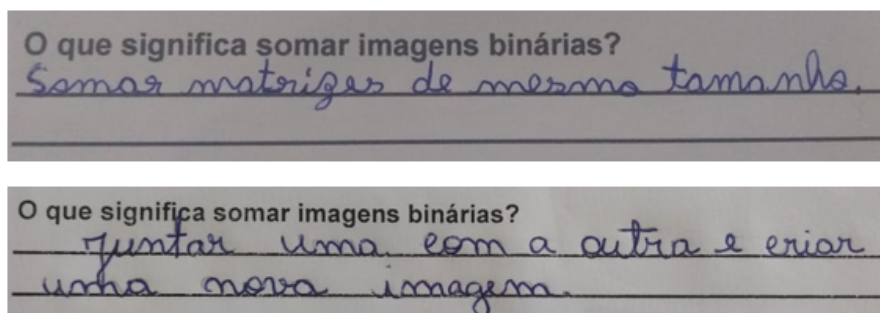 O que significa somar imagens binárias?
Somar matrizes de mesmo tamanho.
O que significa somar imagens binárias?
Juntar uma com a outra e criar
uma nova imagem.